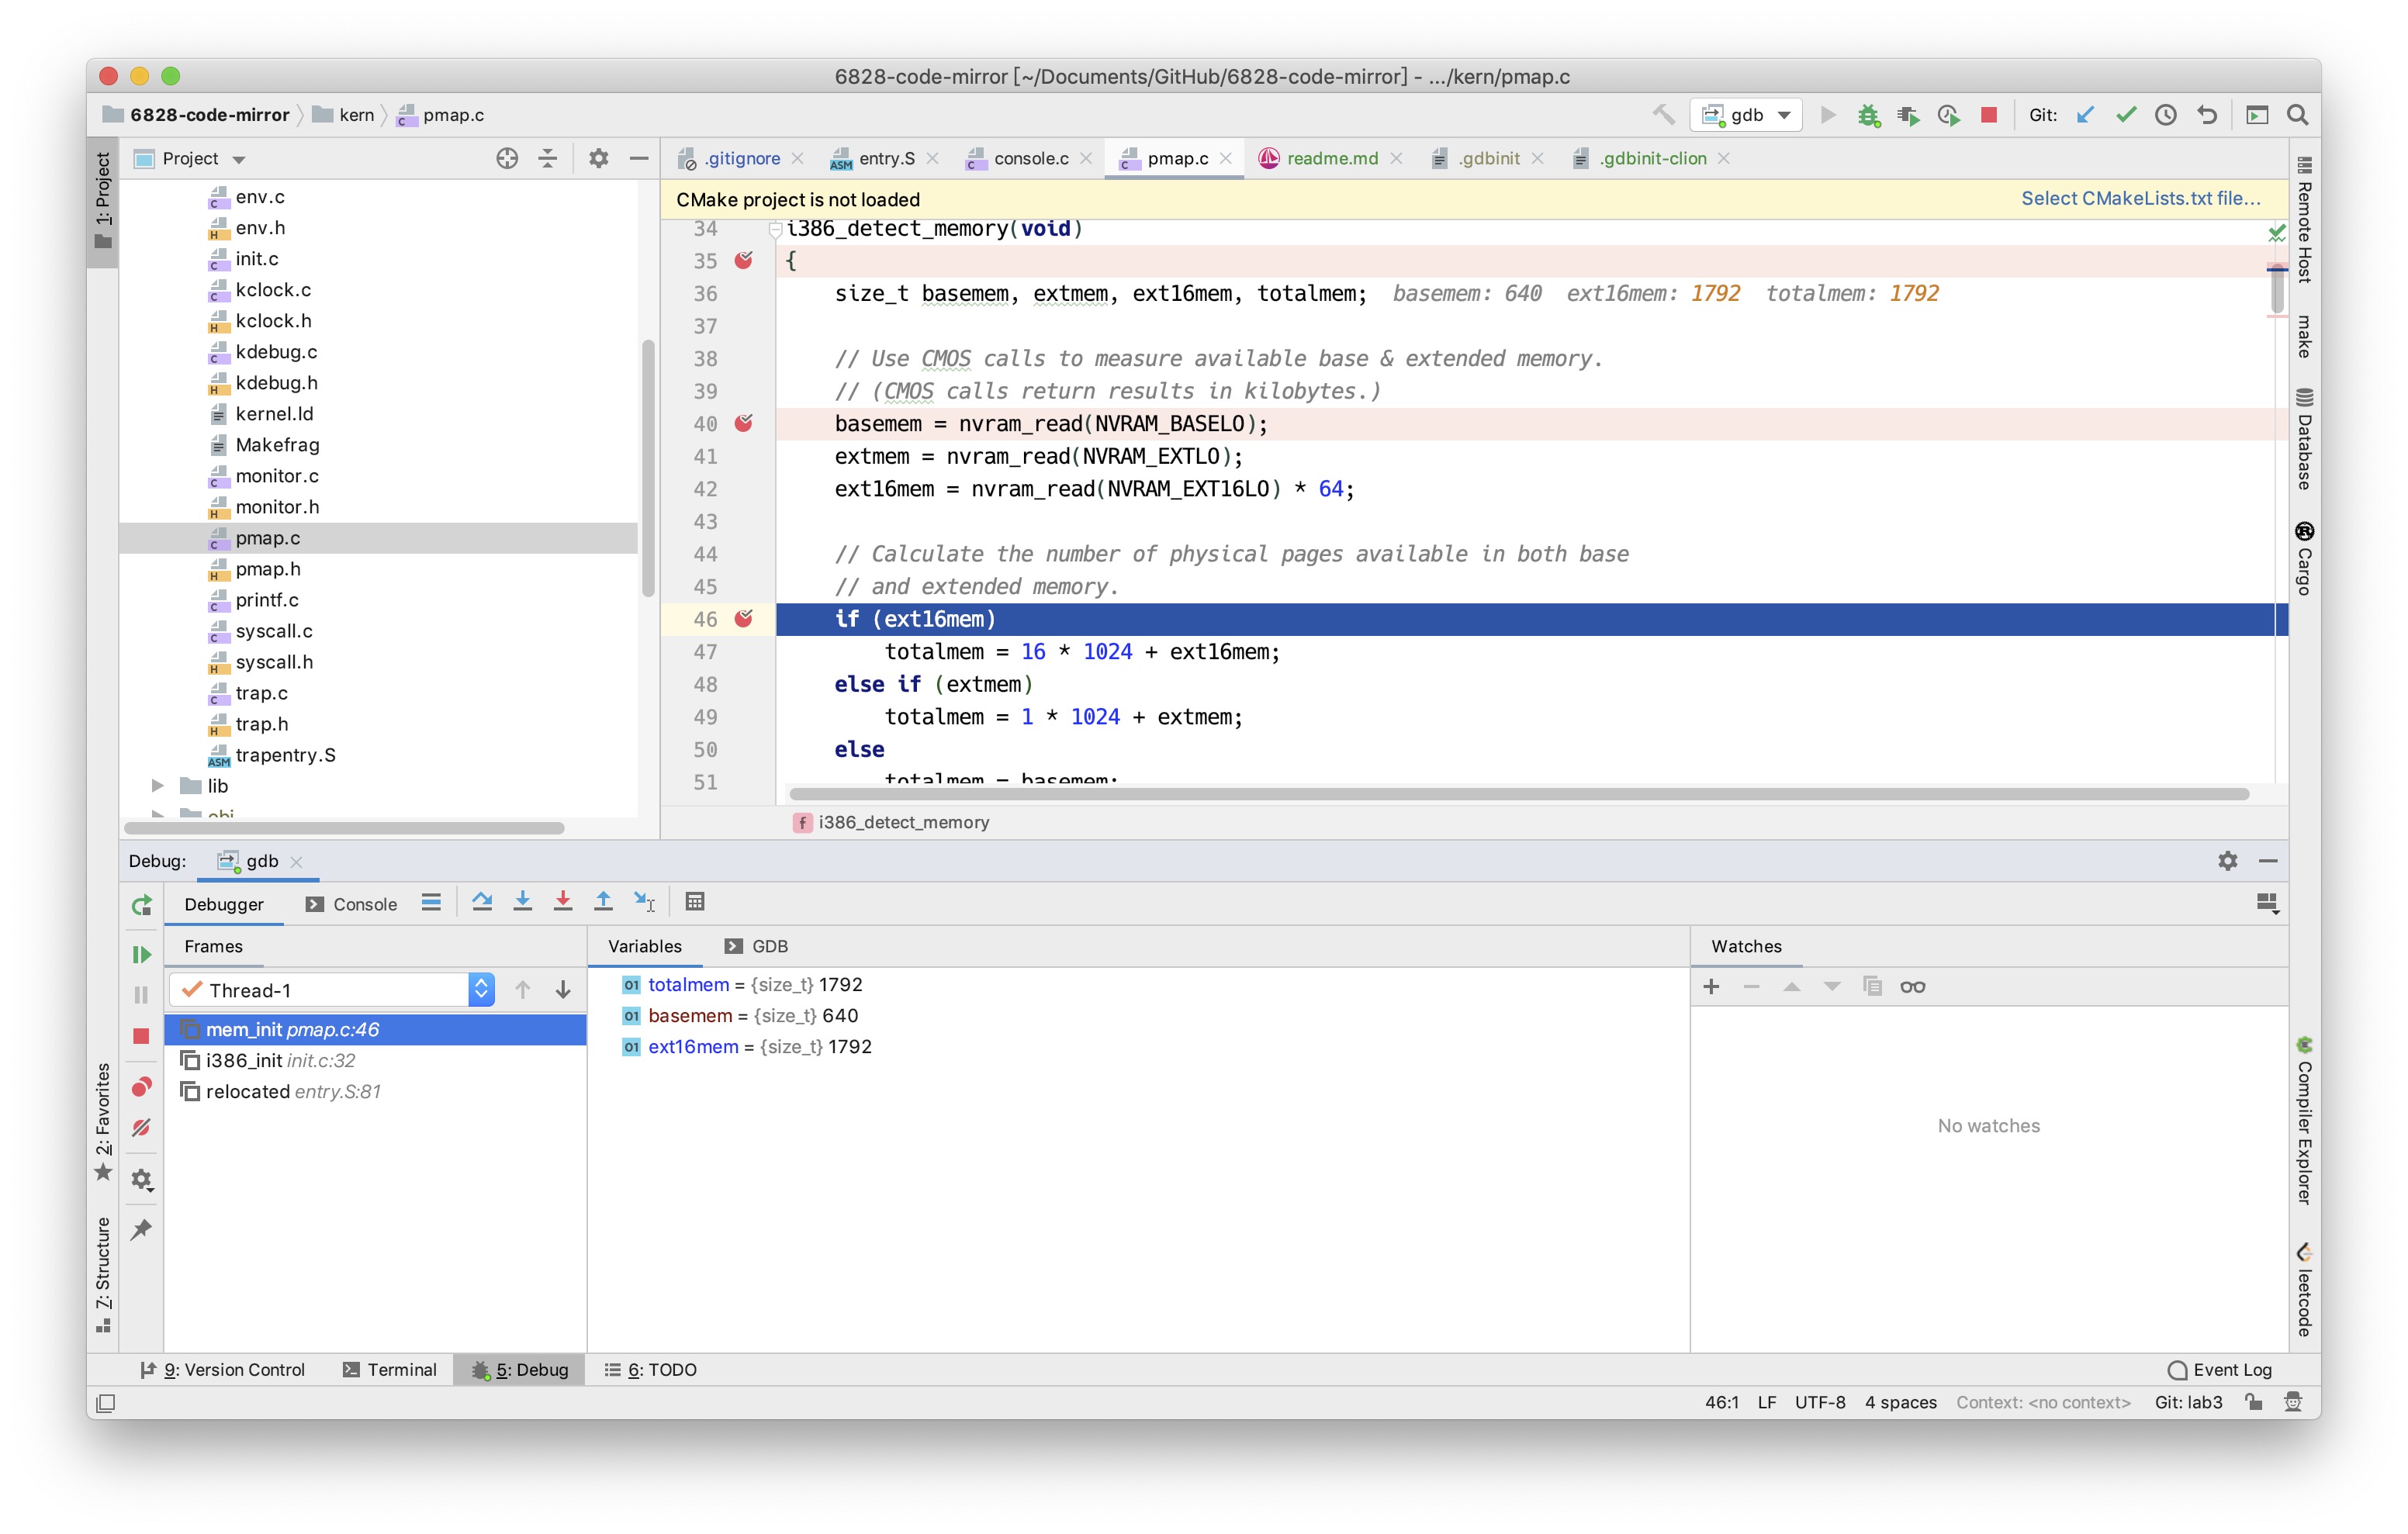 6828-code-mirror [~/Documents/GitHub/6828-code-mirror] - .../kern/pmap.c
6828-code-mirror kern pmap.c
gdb
Git:
1: Project
Project
.gitignore entry.S console.c pmap.c readme.md .gdbinit .gdbinit-clion
CMake project is not loaded Select CMakeLists.txt file...
env.c
env.h
init.c
kclock.c
kclock.h
kdebug.c
kdebug.h
kernel.ld
Makefrag
monitor.c
monitor.h
pmap.c
pmap.h
printf.c
syscall.c
syscall.h
trap.c
trap.h
trapentry.S
lib
obj
34 i386_detect_memory(void)
35 {
36 size_t basemem, extmem, ext16mem, totalmem; basemem: 640 ext16mem: 1792 totalmem: 1792
37
38 // Use CMOS calls to measure available base & extended memory.
39 // (CMOS calls return results in kilobytes.)
40 basemem = nvram_read(NVRAM_BASELO);
41 extmem = nvram_read(NVRAM_EXTLO);
42 ext16mem = nvram_read(NVRAM_EXT16LO) * 64;
43
44 // Calculate the number of physical pages available in both base
45 // and extended memory.
46 if (ext16mem)
47 totalmem = 16 * 1024 + ext16mem;
48 else if (extmem)
49 totalmem = 1 * 1024 + extmem;
50 else
51 totalmem = basemem;
f i386_detect_memory
Remote Host
make
Database
Cargo
Compiler Explorer
leetcode
Debug: gdb
Debugger Console
Frames
Thread-1
mem_init pmap.c:46
i386_init init.c:32
relocated entry.S:81
Variables GDB
01 totalmem = {size_t} 1792
01 basemem = {size_t} 640
01 ext16mem = {size_t} 1792
Watches
No watches
2: Favorites
7: Structure
9: Version Control Terminal 5: Debug 6: TODO Event Log
46:1 LF UTF-8 4 spaces Context: <no context> Git: lab3